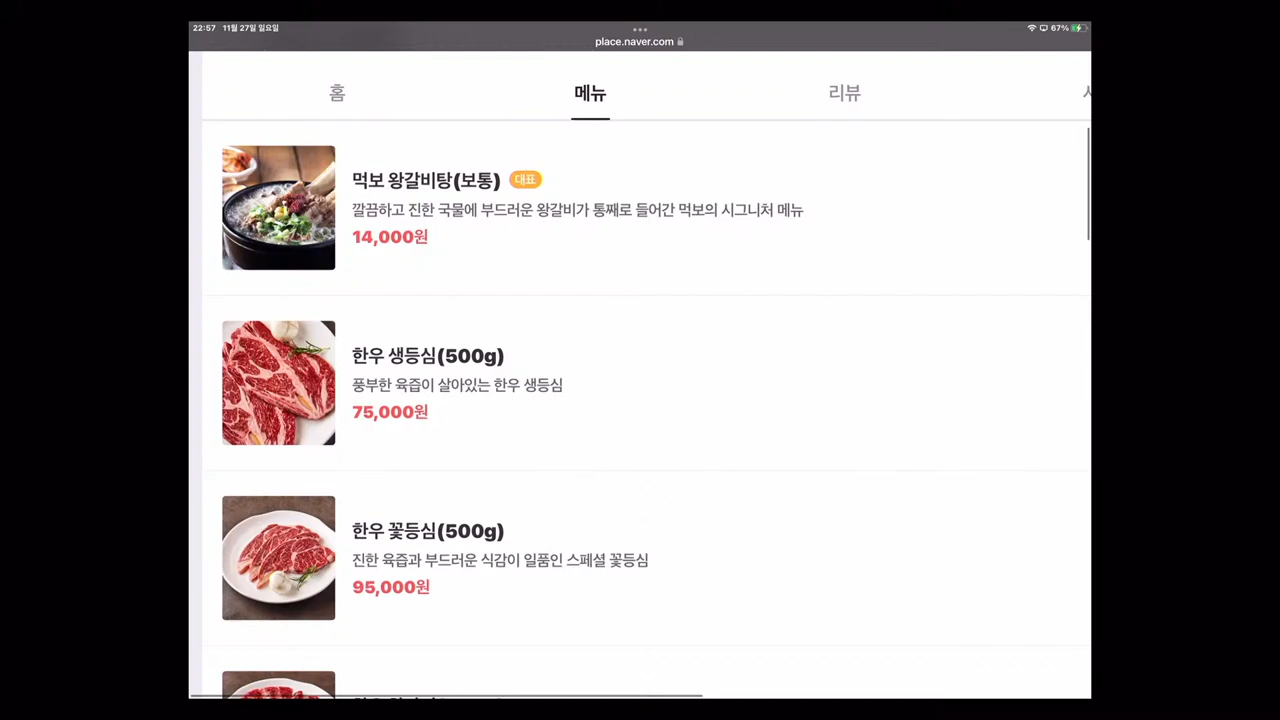 22:57 11월 27일 일요일
67%
place.naver.com
홈
메뉴
리뷰
먹보 왕갈비탕(보통) 대표
깔끔하고 진한 국물에 부드러운 왕갈비가 통째로 들어간 먹보의 시그니처 메뉴
14,000원
한우 생등심(500g)
풍부한 육즙이 살아있는 한우 생등심
75,000원
한우 꽃등심(500g)
진한 육즙과 부드러운 식감이 일품인 스페셜 꽃등심
95,000원